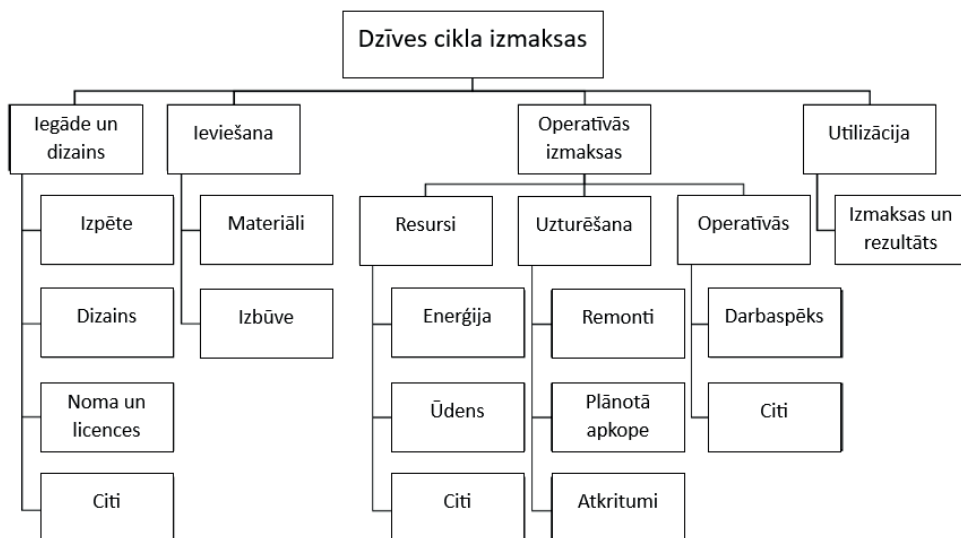 Dzīves cikla izmaksas
Iegāde un
dizains
Ieviešana
Operatīvās
izmaksas
Utilizācija
Izpēte
Materiāli
Resursi
Uzturēšana
Operatīvās
Izmaksas un
rezultāts
Dizains
Izbūve
Enerģija
Remonti
Darbaspēks
Noma un
licences
Ūdens
Plānotā
apkope
Citi
Citi
Citi
Atkritumi